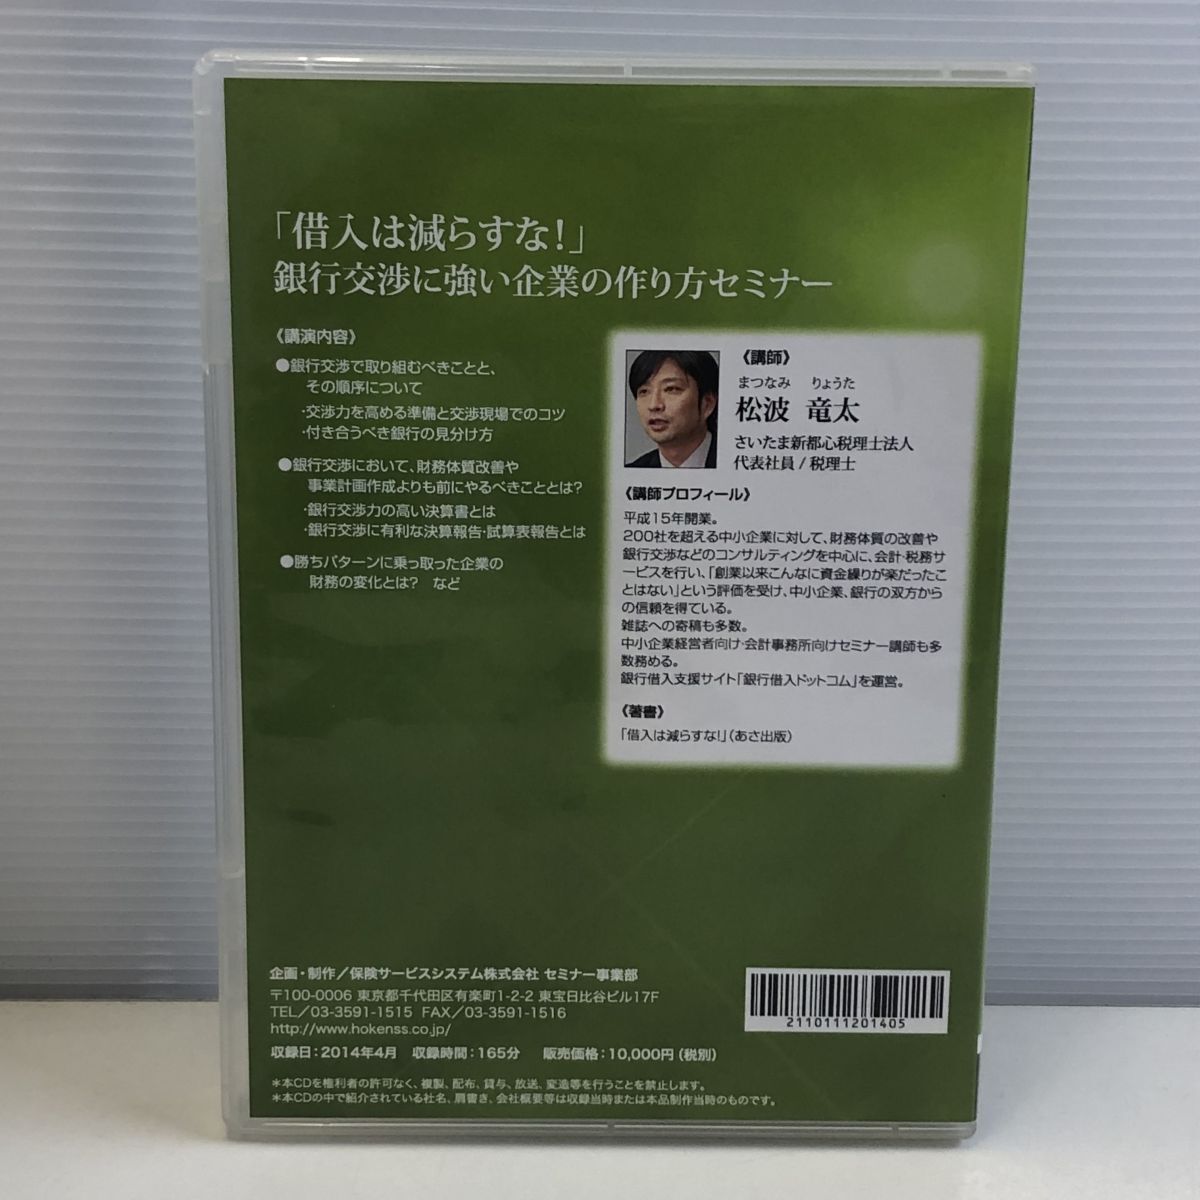 「借入は減らすな!」
銀行交渉に強い企業の作り方セミナー
《講演内容》
●銀行交渉で取り組むべきことと、
その順序について
・交渉力を高める準備と交渉現場でのコツ
・付き合うべき銀行の見分け方
●銀行交渉において、財務体質改善や
事業計画作成よりも前にやるべきこととは?
・銀行交渉力の高い決算書とは
・銀行交渉に有利な決算報告・試算表報告とは
●勝ちパターンに乗っ取った企業の
財務の変化とは? など
《講師》
まつなみ りょうた
松波 竜太
さいたま新都心税理士法人
代表社員/税理士
《講師プロフィール》
平成15年開業。
200社を超える中小企業に対して、財務体質の改善や
銀行交渉などのコンサルティングを中心に、会計・税務サ
ービスを行い、「創業以来こんなに資金繰りが楽だったこ
とはない」という評価を受け、中小企業、銀行の双方から
の信頼を得ている。
雑誌への寄稿も多数。
中小企業経営者向け・会計事務所向けセミナー講師も多
数務める。
銀行借入支援サイト「銀行借入ドットコム」を運営。
《著書》
「借入は減らすな!」(あさ出版)
企画・制作/保険サービスシステム株式会社 セミナー事業部
〒100-0006 東京都千代田区有楽町1-2-2 東宝日比谷ビル17F
TEL/03-3591-1515 FAX/03-3591-1516
http://www.hokenss.co.jp/
収録日:2014年4月 収録時間:165分 販売価格:10,000円(税別)
2110111201405
*本CDを権利者の許可なく、複製、配布、貸与、放送、変造等を行うことを禁止します。
*本CDの中で紹介されている社名、肩書き、会社概要等は収録当時または本品制作当時のものです。